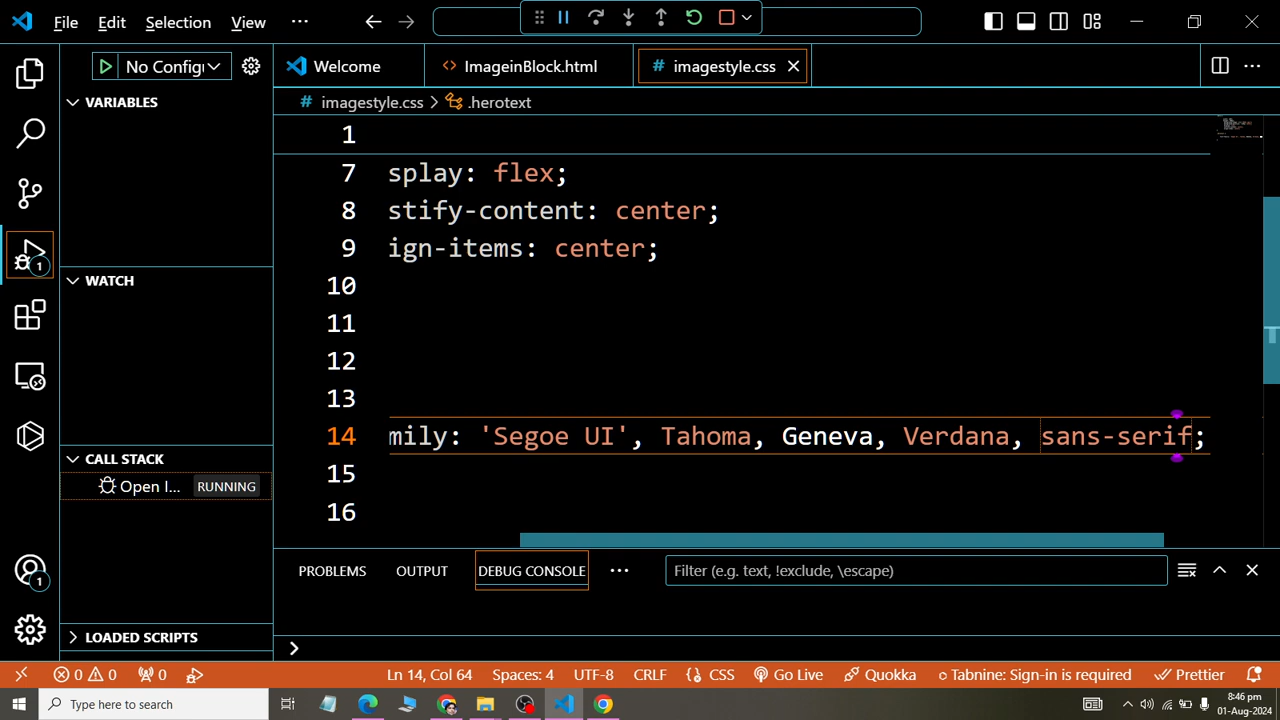 File Edit Selection View ...
No Config
Welcome ImageinBlock.html # imagestyle.css
VARIABLES
# imagestyle.css > .herotext
1
7 splay: flex;
8 stify-content: center;
9 ign-items: center;
10
WATCH
11
12
13
14 mily: 'Segoe UI', Tahoma, Geneva, Verdana, sans-serif;
15
16
CALL STACK
1
Open I... RUNNING
PROBLEMS OUTPUT DEBUG CONSOLE ... Filter (e.g. text, !exclude, \escape)
1
LOADED SCRIPTS
>
0 0 0 Ln 14, Col 64 Spaces: 4 UTF-8 CRLF {} CSS Go Live Quokka Tabnine: Sign-in is required Prettier
Type here to search
8:46 pm
01-Aug-2024